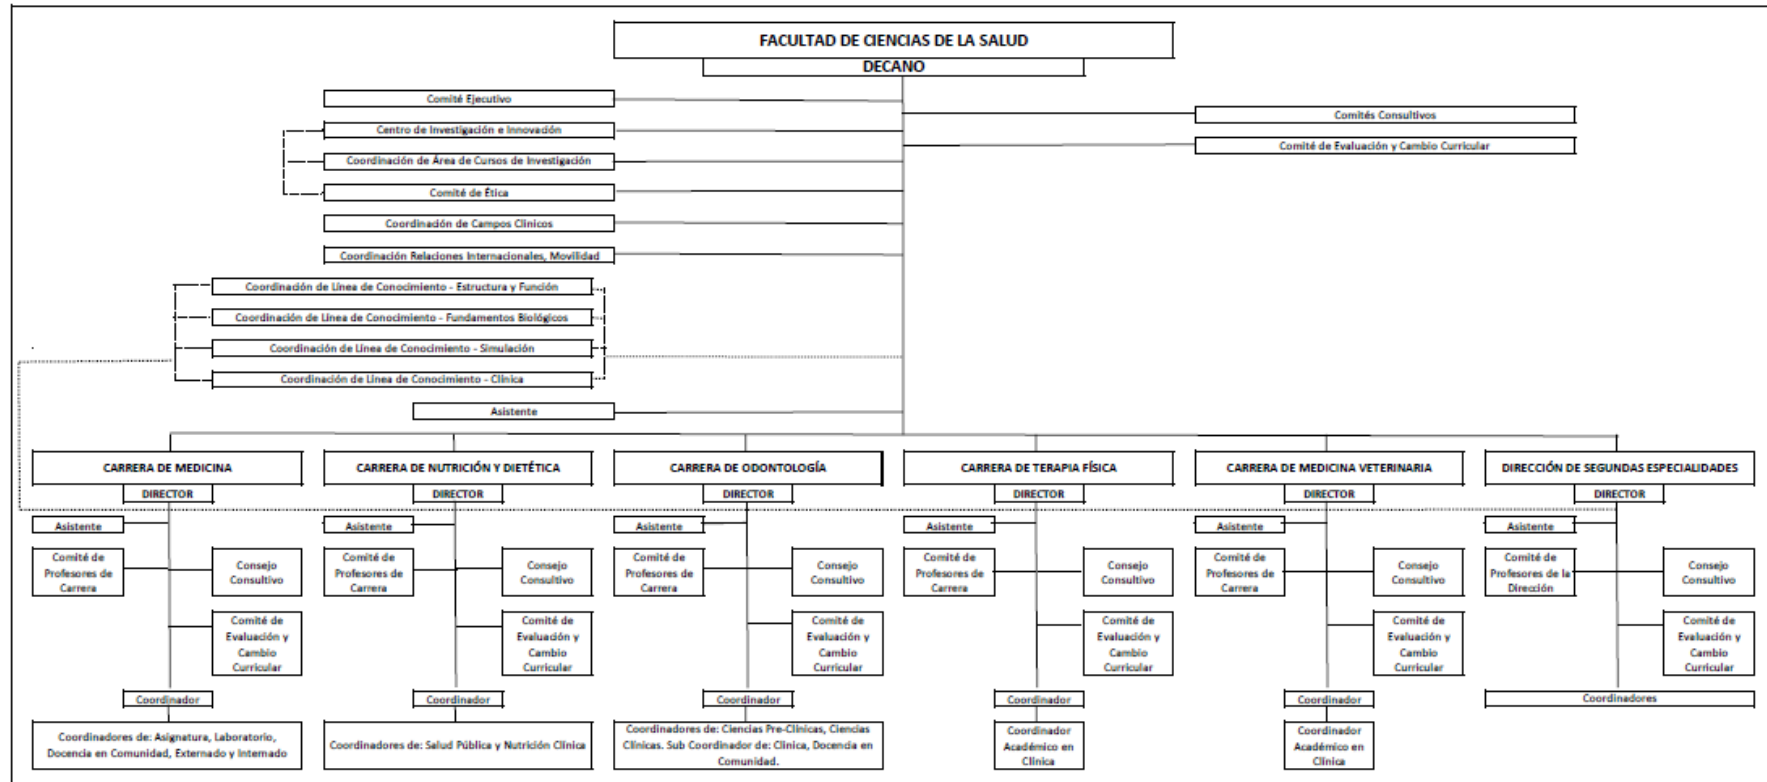 FACULTAD DE CIENCIAS DE LA SALUD
DECANO
Comité Ejecutivo
Comités Consultivos
Centro de Investigación e Innovación
Comité de Evaluación y Cambio Curricular
Coordinación de Área de Cursos de Investigación
Comité de Ética
Coordinación de Campos Clínicos
Coordinación Relaciones Internacionales, Movilidad
Coordinación de Línea de Conocimiento - Estructura y Función
Coordinación de Línea de Conocimiento - Fundamentos Biológicos
Coordinación de Línea de Conocimiento - Simulación
Coordinación de Línea de Conocimiento - Clínica
Asistente
CARRERA DE MEDICINA
DIRECTOR
Asistente
Comité de
Profesores de
Carrera
Consejo
Consultivo
Comité de
Evaluación y
Cambio
Curricular
Coordinador
Coordinadores de: Asignatura, Laboratorio,
Docencia en Comunidad, Externado y Internado
CARRERA DE NUTRICIÓN Y DIETÉTICA
DIRECTOR
Asistente
Comité de
Profesores de
Carrera
Consejo
Consultivo
Comité de
Evaluación y
Cambio
Curricular
Coordinador
Coordinadores de: Salud Pública y Nutrición Clínica
CARRERA DE ODONTOLOGÍA
DIRECTOR
Asistente
Comité de
Profesores de
Carrera
Consejo
Consultivo
Comité de
Evaluación y
Cambio
Curricular
Coordinador
Coordinadores de: Ciencias Pre-Clínicas, Ciencias
Clínicas. Sub Coordinador de: Clínica, Docencia en
Comunidad.
CARRERA DE TERAPIA FÍSICA
DIRECTOR
Asistente
Comité de
Profesores de
Carrera
Consejo
Consultivo
Comité de
Evaluación y
Cambio
Curricular
Coordinador
Coordinador
Académico en
Clínica
CARRERA DE MEDICINA VETERINARIA
DIRECTOR
Asistente
Comité de
Profesores de
Carrera
Consejo
Consultivo
Comité de
Evaluación y
Cambio
Curricular
Coordinador
Coordinador
Académico en
Clínica
DIRECCIÓN DE SEGUNDAS ESPECIALIDADES
DIRECTOR
Asistente
Comité de
Profesores de la
Dirección
Consejo
Consultivo
Comité de
Evaluación y
Cambio
Curricular
Coordinadores